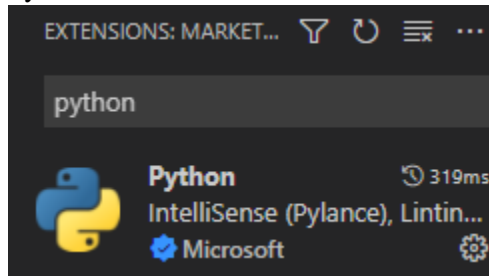 EXTENSIONS: MARKET...
python
Python 319ms
IntelliSense (Pylance), Lintin...
Microsoft